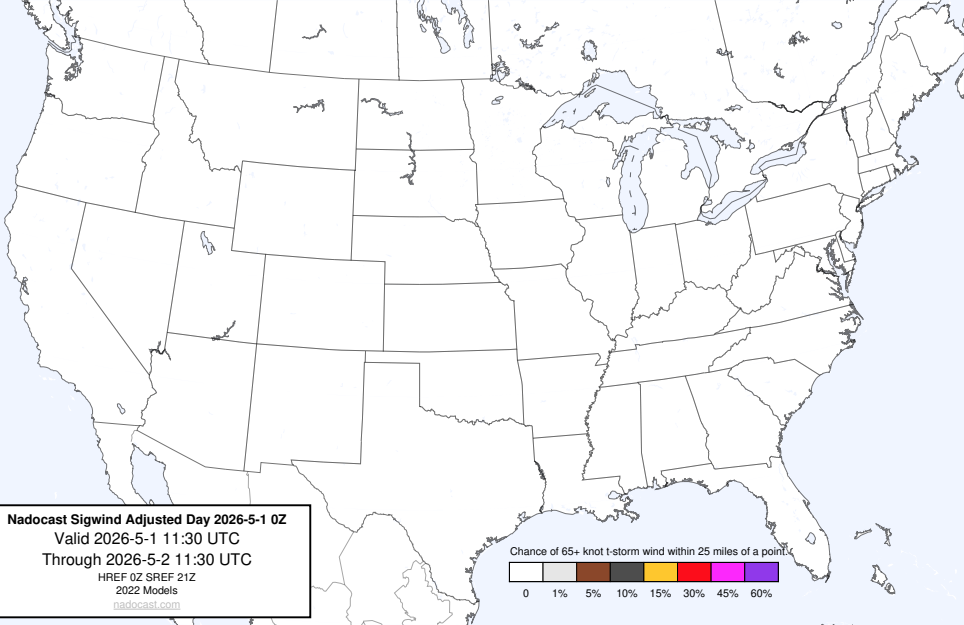 Nadocast Sigwind Adjusted Day 2026-5-1 0Z
Valid 2026-5-1 11:30 UTC
Through 2026-5-2 11:30 UTC
HREF 0Z SREF 21Z
2022 Models
nadocast.com
Chance of 65+ knot t-storm wind within 25 miles of a point.
0 1% 5% 10% 15% 30% 45% 60%